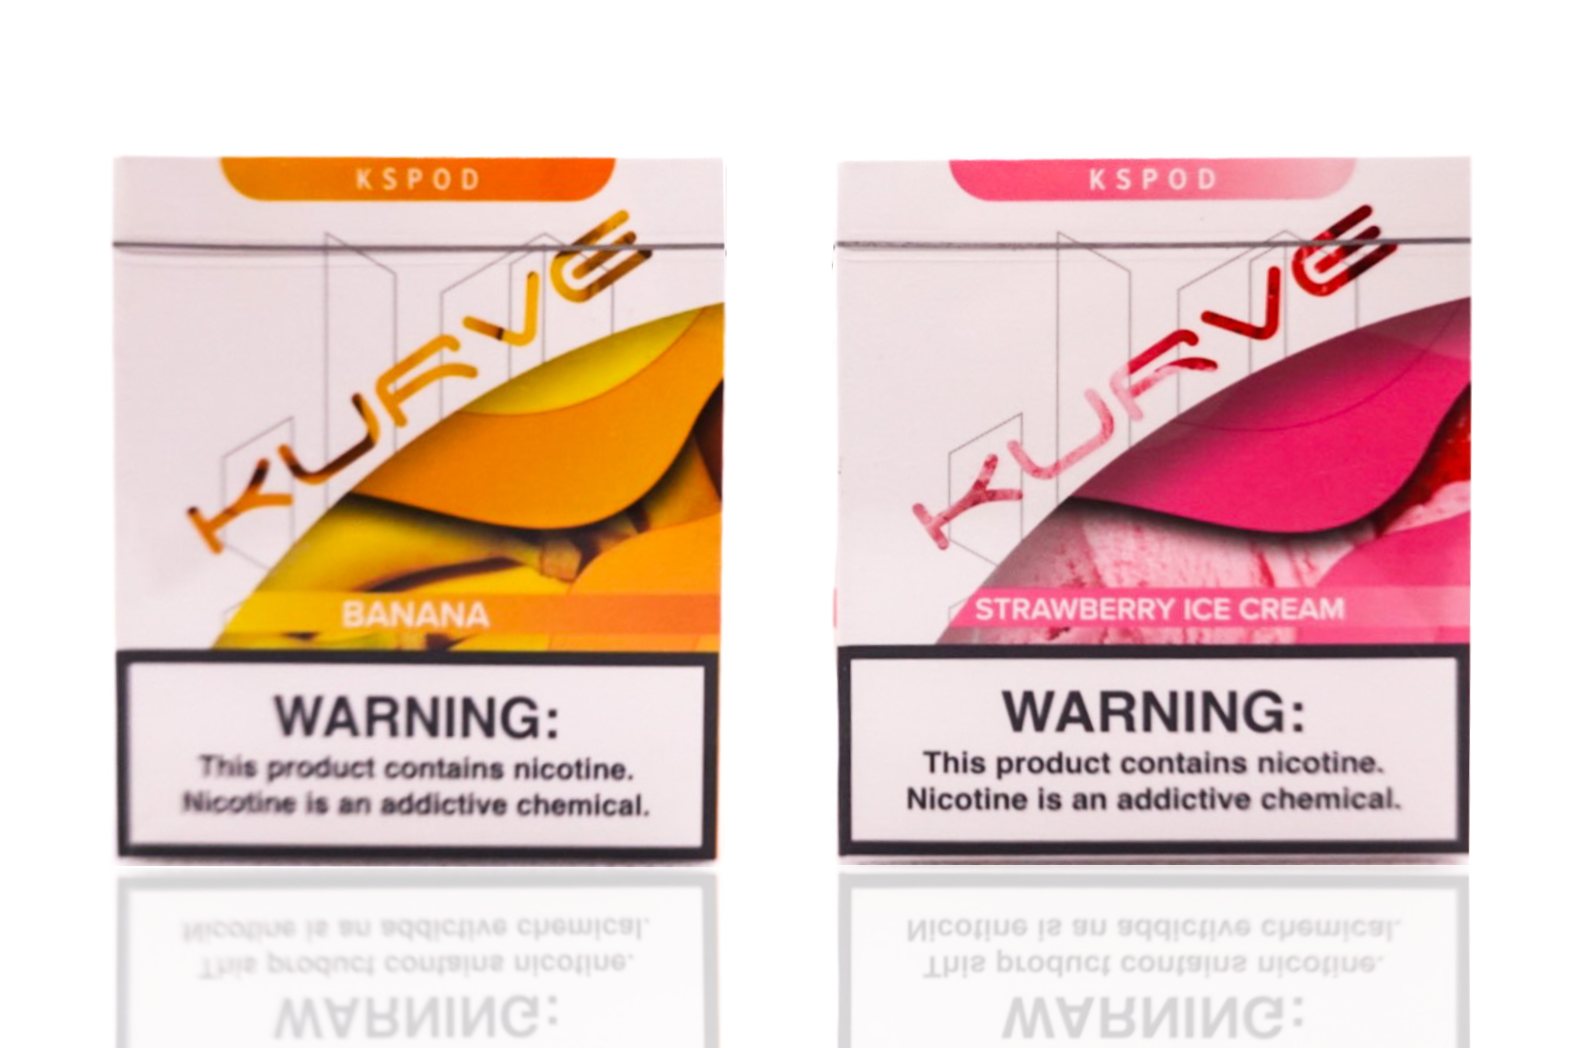 KSPOD
KURVE
BANANA
WARNING:
This product contains nicotine.
Nicotine is an addictive chemical.
KSPOD
KURVE
STRAWBERRY ICE CREAM
WARNING:
This product contains nicotine.
Nicotine is an addictive chemical.